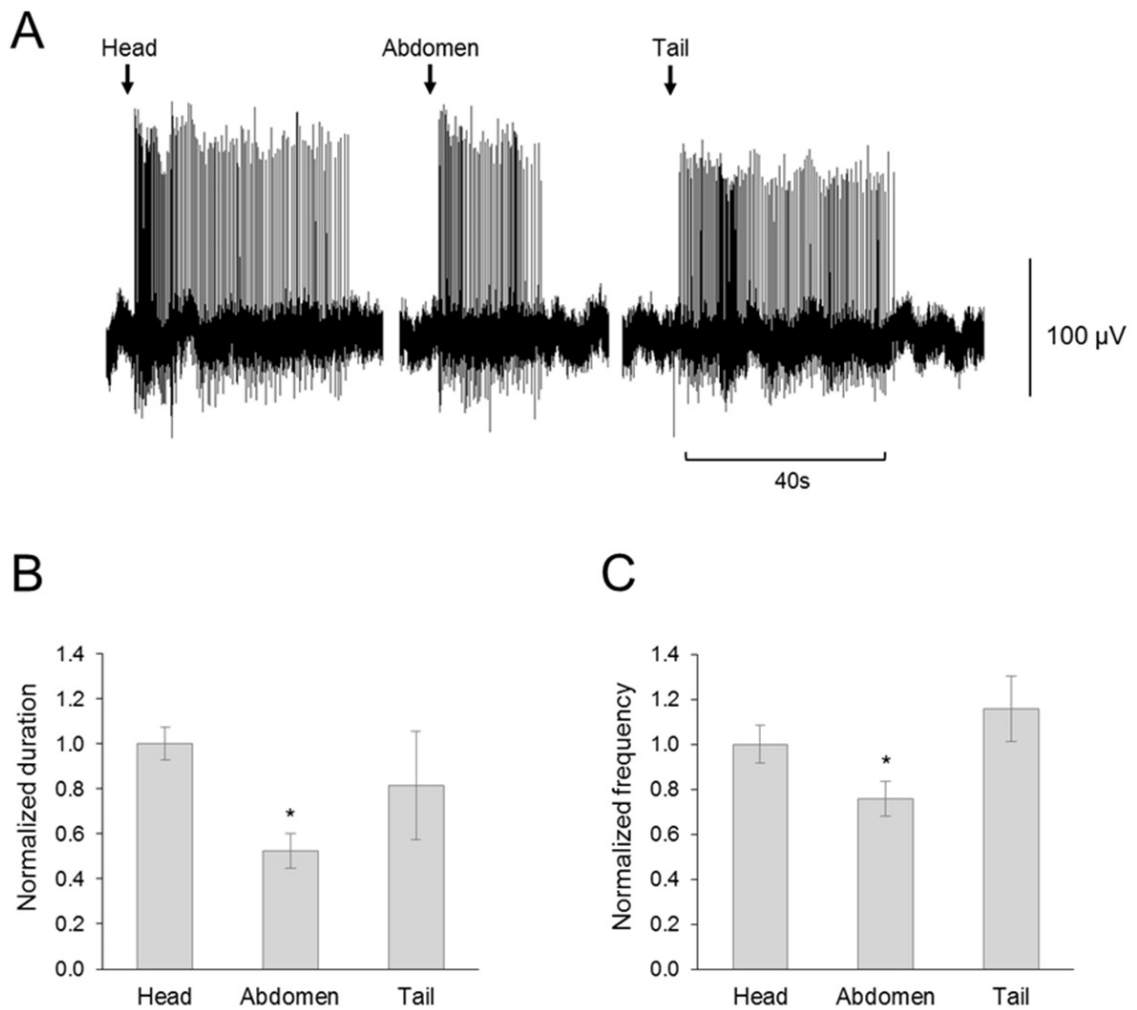 A
Head Abdomen Tail
100 µV
40s
B
1.4
1.2
1.0
0.8
0.6
0.4
0.2
0.0
Normalized duration
*
Head Abdomen Tail
C
1.4
1.2
1.0
0.8
0.6
0.4
0.2
0.0
Normalized frequency
*
Head Abdomen Tail